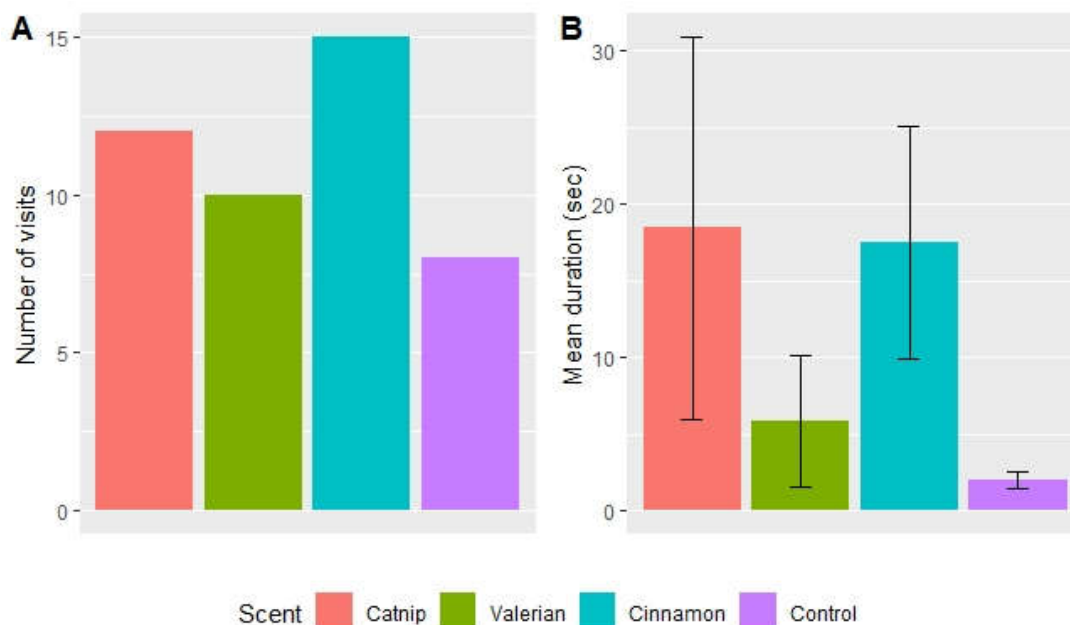 A
15
10
5
0
Number of visits
B
30
20
10
0
Mean duration (sec)
Scent Catnip Valerian Cinnamon Control